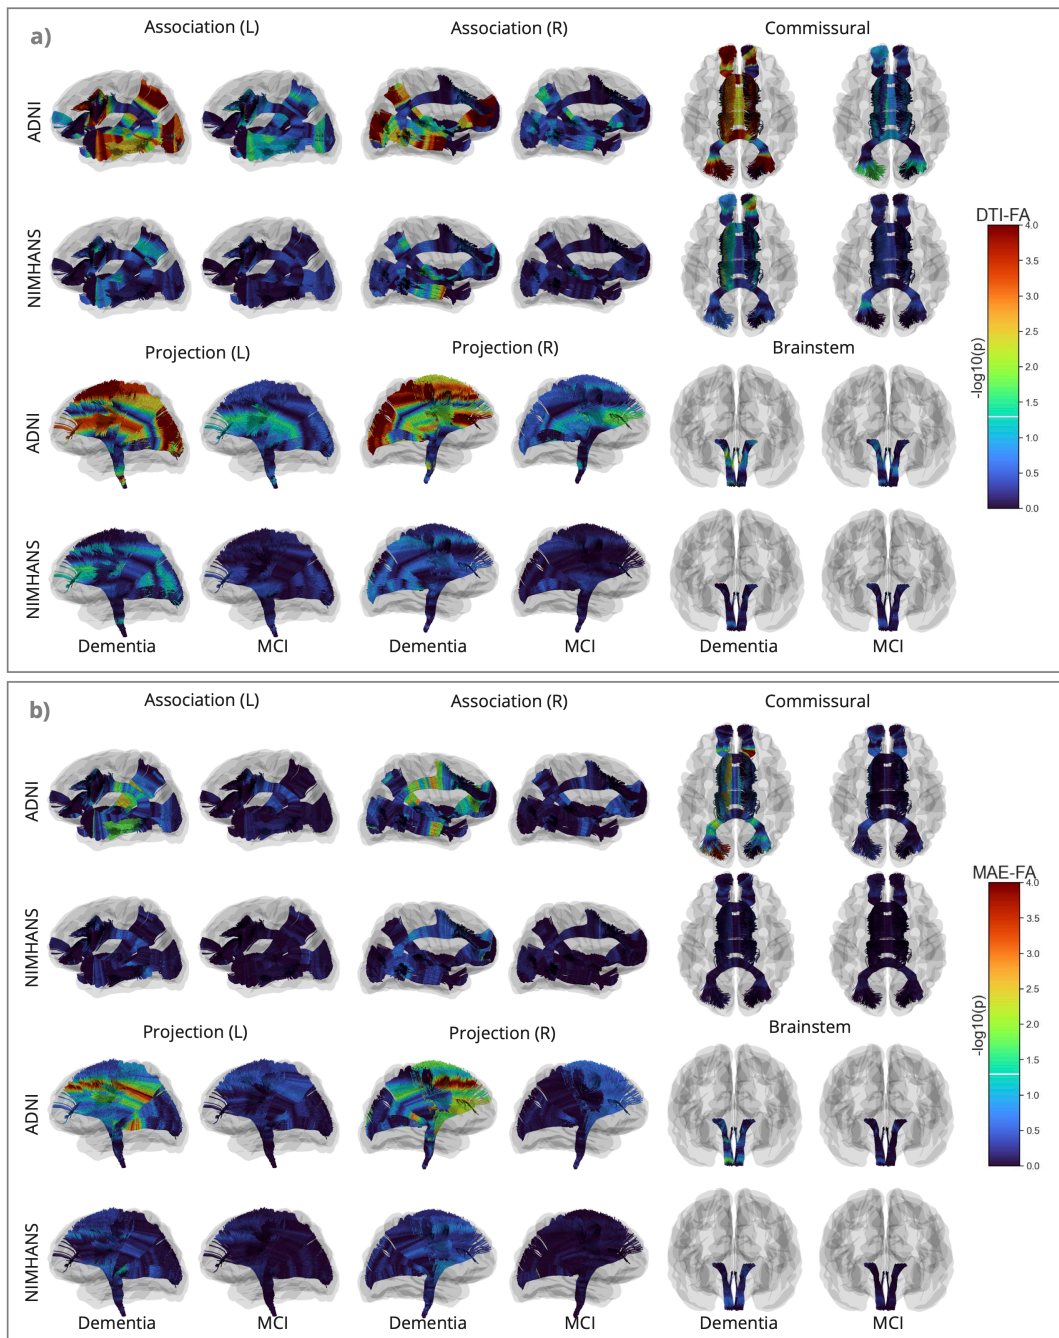 a)
Association (L)
Association (R)
Commissural
ADNI
NIMHANS
DTI-FA
4.0
3.5
3.0
2.5
2.0
1.5
1.0
0.5
0.0
-log10(p)
Projection (L)
Projection (R)
Brainstem
ADNI
NIMHANS
Dementia
MCI
Dementia
MCI
Dementia
MCI
b)
Association (L)
Association (R)
Commissural
ADNI
NIMHANS
MAE-FA
4.0
3.5
3.0
2.5
2.0
1.5
1.0
0.5
0.0
-log10(p)
Projection (L)
Projection (R)
Brainstem
ADNI
NIMHANS
Dementia
MCI
Dementia
MCI
Dementia
MCI